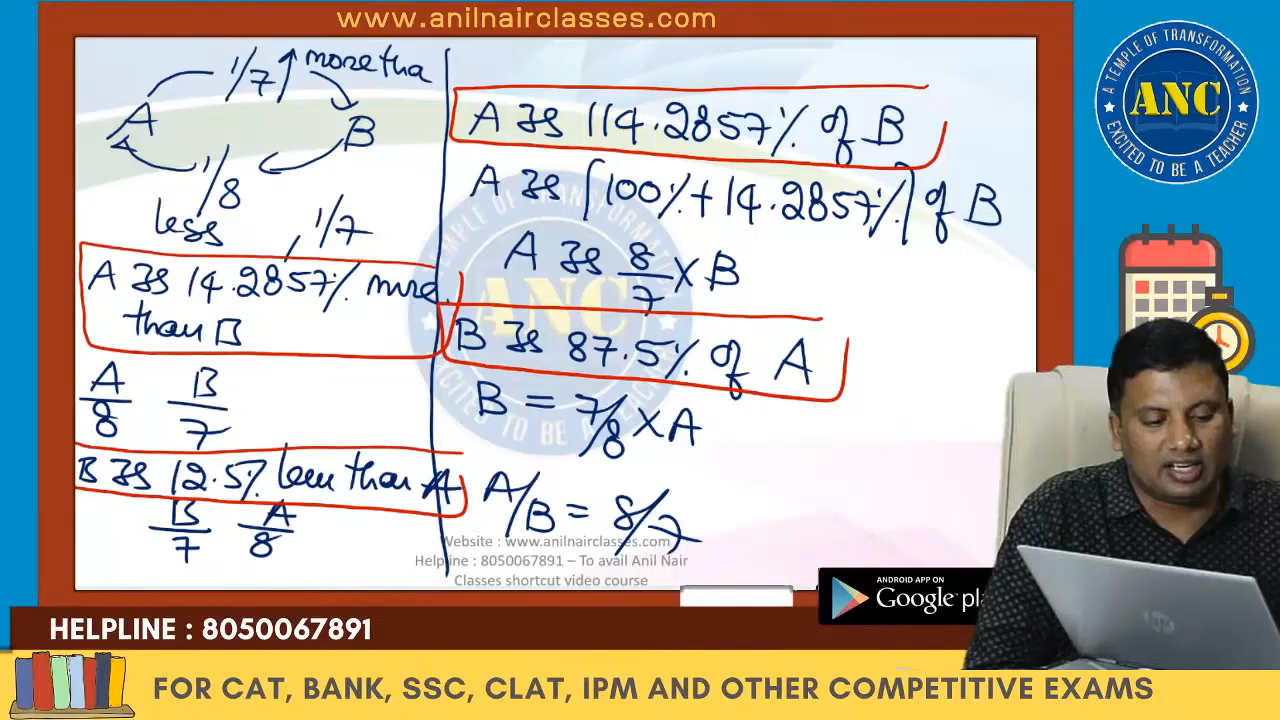 www.anilnairclasses.com
1/7 more tha
A B
1/8
less
1/7
A is 14.2857% more
than B
A/8 B/7
B is 12.5% less than A
B/7 A/8
A is 114.2857% of B
A is [100% + 14.2857%] of B
A is 8/7 × B
B is 87.5% of A
B = 7/8 × A
A/B = 8/7
Website : www.anilnairclasses.com
Helpline : 8050067891 – To avail Anil Nair
Classes shortcut video course
A TEMPLE OF TRANSFORMATION
ANC
EXCITED TO BE A TEACHER
ANDROID APP ON
Google pla
HELPLINE : 8050067891
FOR CAT, BANK, SSC, CLAT, IPM AND OTHER COMPETITIVE EXAMS